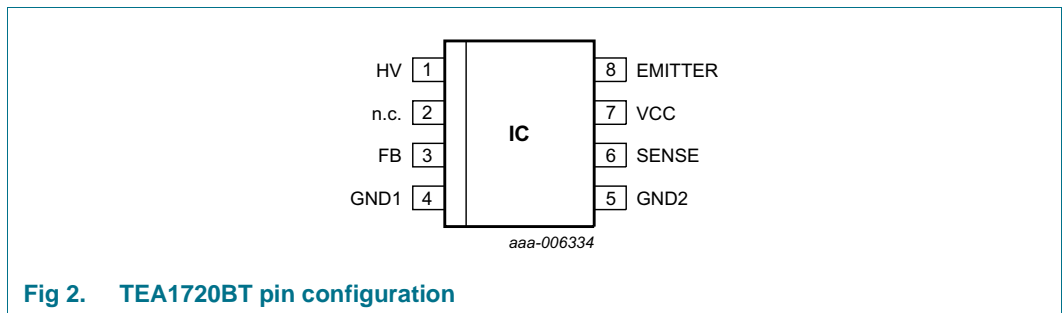 HV 1
8 EMITTER
n.c. 2
7 VCC
IC
FB 3
6 SENSE
GND1 4
5 GND2
aaa-006334
Fig 2. TEA1720BT pin configuration